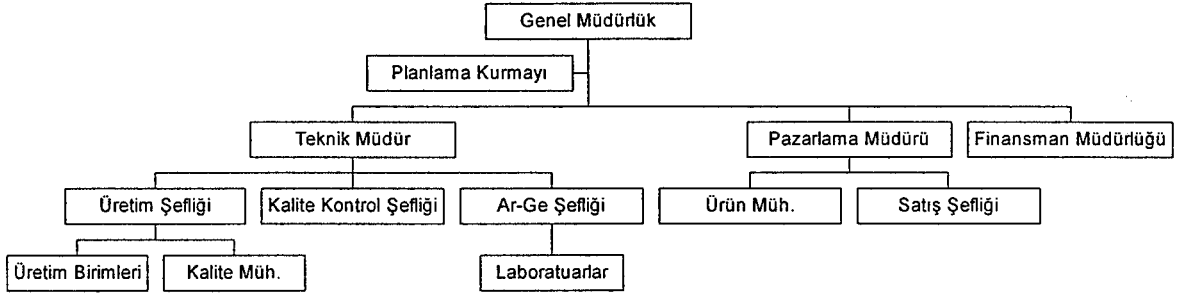 Genel Müdürlük
Planlama Kurmayı
Teknik Müdür
Pazarlama Müdürü
Finansman Müdürlüğü
Üretim Şefliği
Kalite Kontrol Şefliği
Ar-Ge Şefliği
Ürün Müh.
Satış Şefliği
Üretim Birimleri
Kalite Müh.
Laboratuarlar